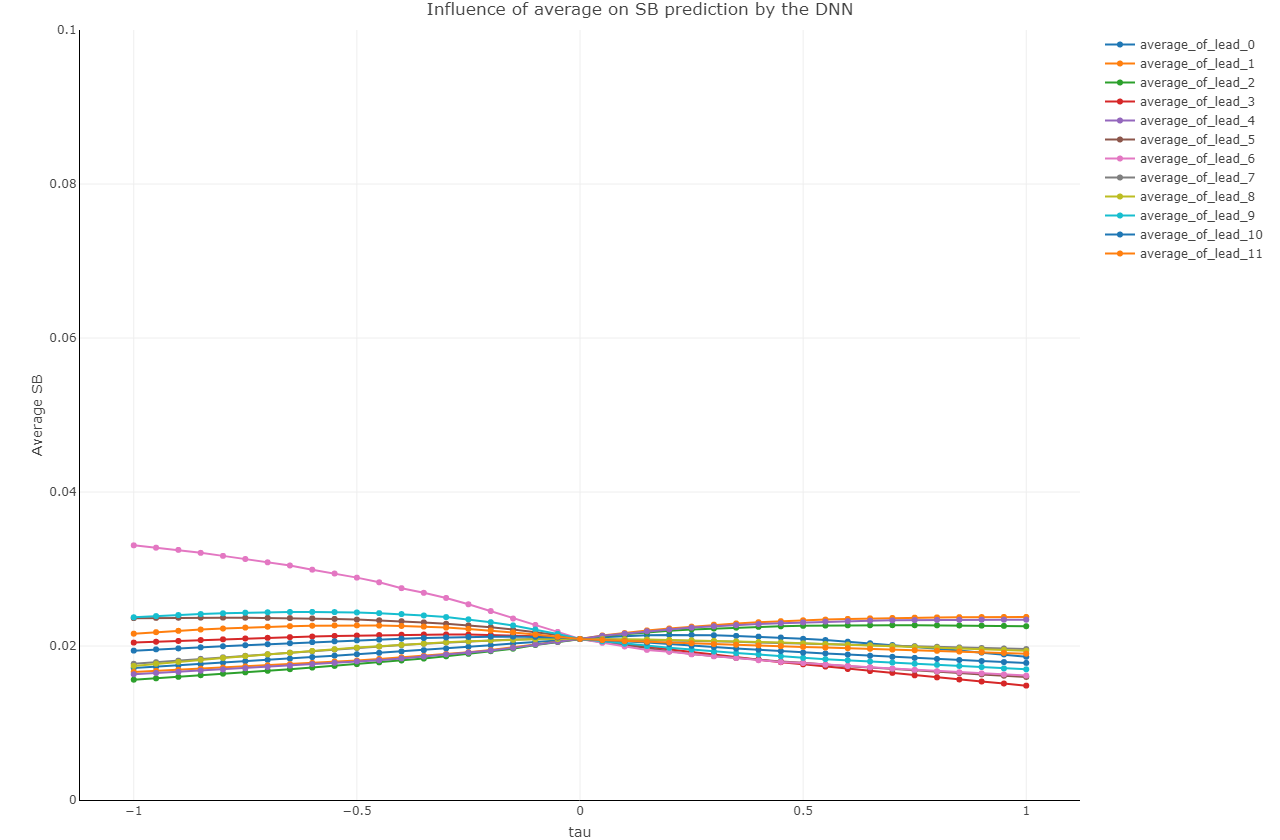 Influence of average on SB prediction by the DNN
0.1
0.08
0.06
0.04
0.02
0
Average SB
−1
−0.5
0
0.5
1
tau
average_of_lead_0
average_of_lead_1
average_of_lead_2
average_of_lead_3
average_of_lead_4
average_of_lead_5
average_of_lead_6
average_of_lead_7
average_of_lead_8
average_of_lead_9
average_of_lead_10
average_of_lead_11